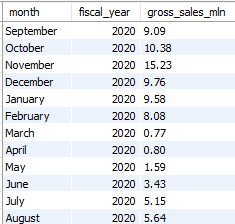 month fiscal_year gross_sales_mln
September 2020 9.09
October 2020 10.38
November 2020 15.23
December 2020 9.76
January 2020 9.58
February 2020 8.08
March 2020 0.77
April 2020 0.80
May 2020 1.59
June 2020 3.43
July 2020 5.15
August 2020 5.64